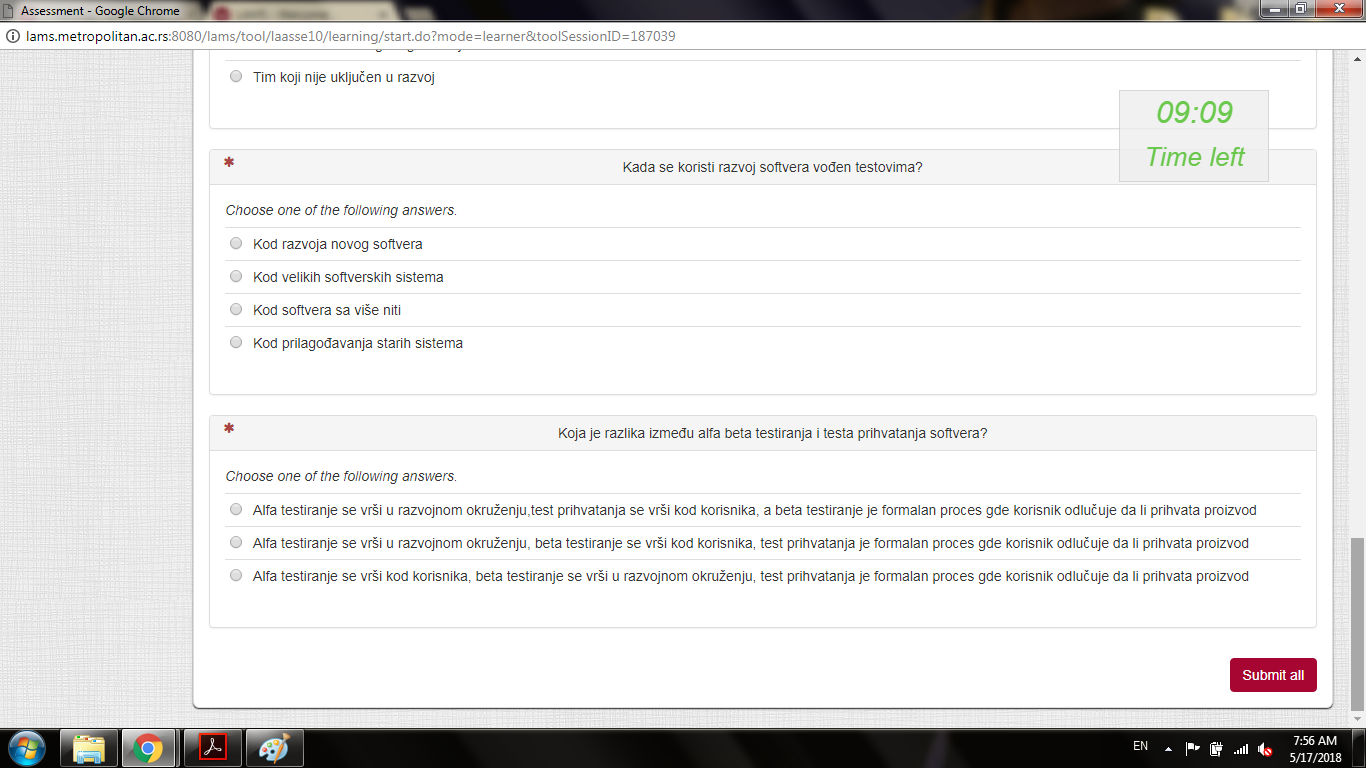 Assessment - Google Chrome
lams.metropolitan.ac.rs:8080/lams/tool/laasse10/learning/start.do?mode=learner&toolSessionID=187039
Tim koji nije uključen u razvoj
09:09
Time left
* Kada se koristi razvoj softvera vođen testovima?
Choose one of the following answers.
Kod razvoja novog softvera
Kod velikih softverskih sistema
Kod softvera sa više niti
Kod prilagođavanja starih sistema
* Koja je razlika između alfa beta testiranja i testa prihvatanja softvera?
Choose one of the following answers.
Alfa testiranje se vrši u razvojnom okruženju,test prihvatanja se vrši kod korisnika, a beta testiranje je formalan proces gde korisnik odlučuje da li prihvata proizvod
Alfa testiranje se vrši u razvojnom okruženju, beta testiranje se vrši kod korisnika, test prihvatanja je formalan proces gde korisnik odlučuje da li prihvata proizvod
Alfa testiranje se vrši kod korisnika, beta testiranje se vrši u razvojnom okruženju, test prihvatanja je formalan proces gde korisnik odlučuje da li prihvata proizvod
Submit all
EN
7:56 AM
5/17/2018